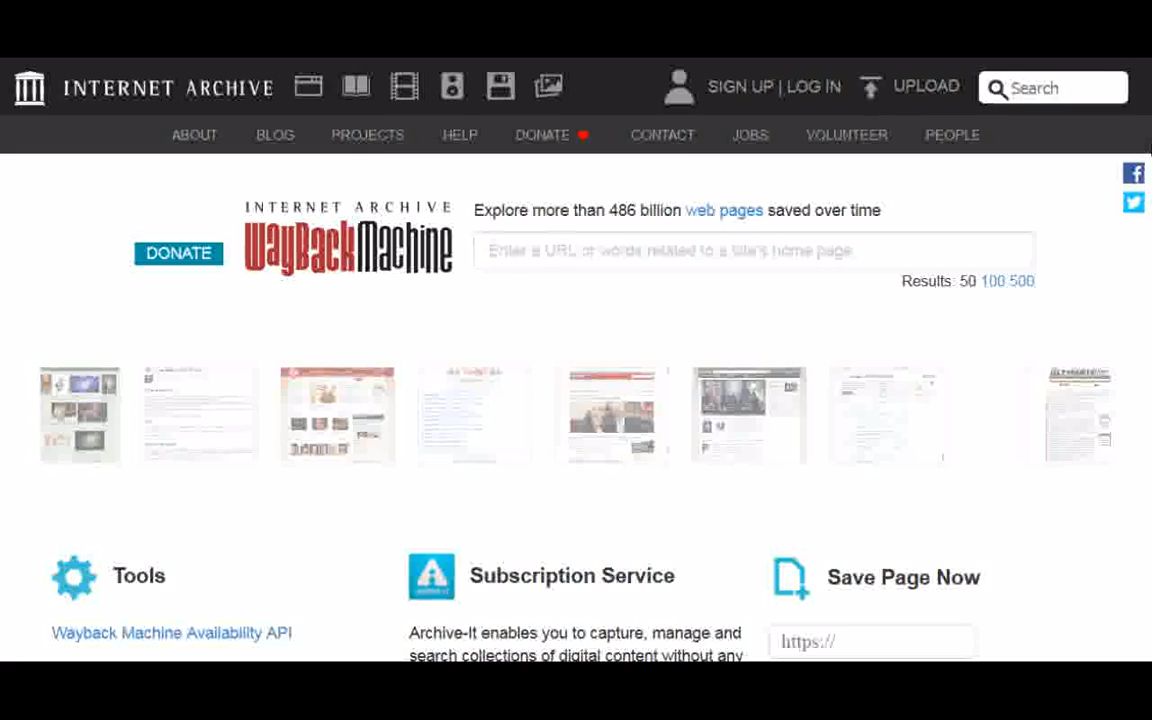 INTERNET ARCHIVE SIGN UP | LOG IN UPLOAD Search
ABOUT BLOG PROJECTS HELP DONATE CONTACT JOBS VOLUNTEER PEOPLE
INTERNET ARCHIVE
WayBackMachine
DONATE
Explore more than 486 billion web pages saved over time
Enter a URL or words related to a site's home page
Results: 50 100 500
Tools
Wayback Machine Availability API
Subscription Service
Archive-It enables you to capture, manage and
search collections of digital content without any
Save Page Now
https://